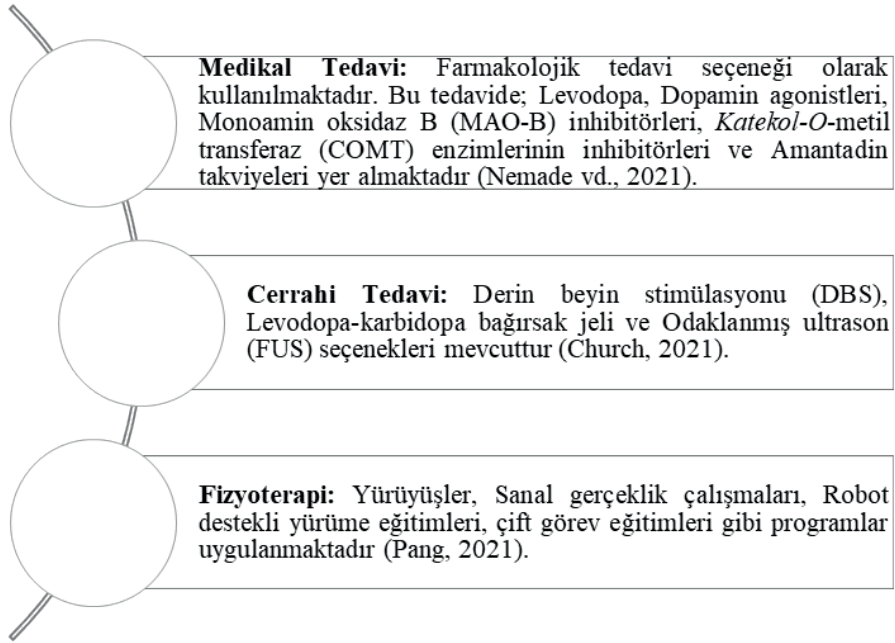 Medikal Tedavi: Farmakolojik tedavi seçeneği olarak
kullanılmaktadır. Bu tedavide; Levodopa, Dopamin agonistleri,
Monoamin oksidaz B (MAO-B) inhibitörleri, Katekol-O-metil
transferaz (COMT) enzimlerinin inhibitörleri ve Amantadin
takviyeleri yer almaktadır (Nemade vd., 2021).
Cerrahi Tedavi: Derin beyin stimülasyonu (DBS),
Levodopa-karbidopa bağırsak jeli ve Odaklanmış ultrason
(FUS) seçenekleri mevcuttur (Church, 2021).
Fizyoterapi: Yürüyüşler, Sanal gerçeklik çalışmaları, Robot
destekli yürüme eğitimleri, çift görev eğitimleri gibi programlar
uygulanmaktadır (Pang, 2021).